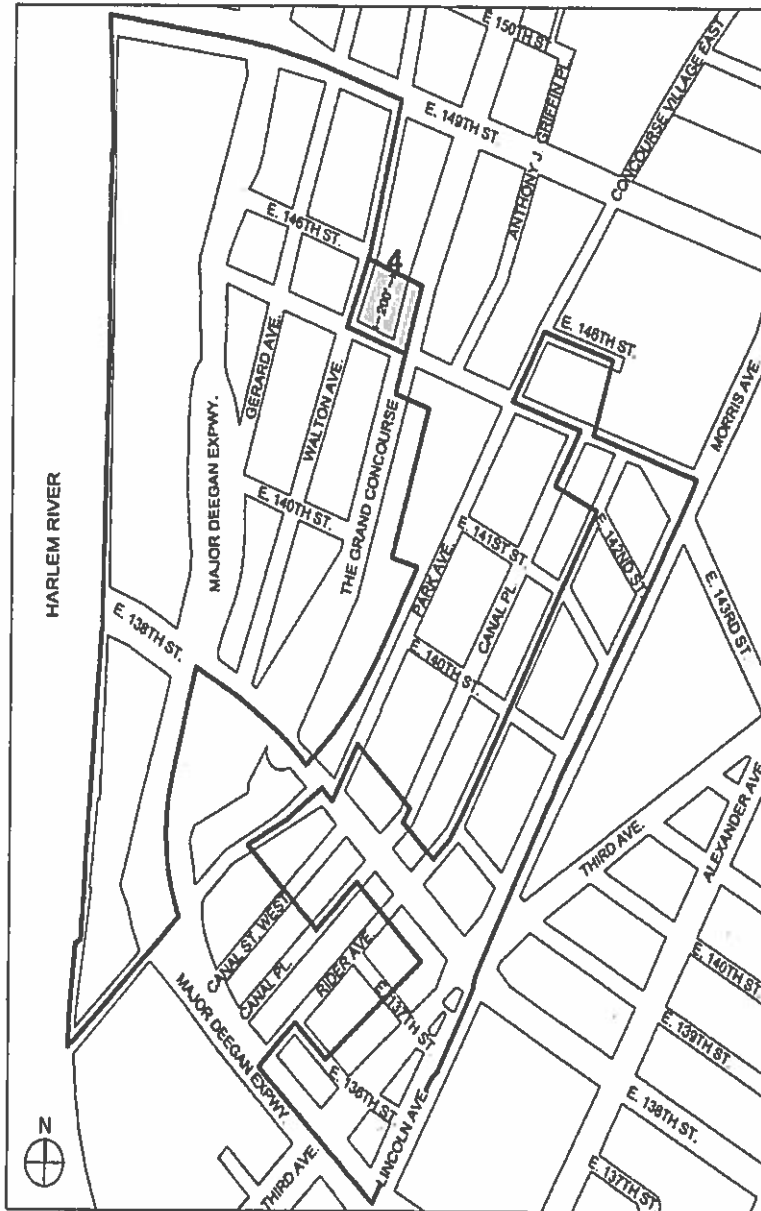 E 150TH ST.
E. 149TH ST.
ANTHONY J. GRIFFIN PL.
CONCOURSE VILLAGE EAST
E. 146TH ST.
4
200'
GERARD AVE.
WALTON AVE.
MAJOR DEEGAN EXPWY.
THE GRAND CONCOURSE
E. 146TH ST.
MORRIS AVE.
HARLEM RIVER
E. 140TH ST.
E. 141ST ST.
E. 142ND ST.
E. 143RD ST.
PARK AVE.
CANAL PL.
E. 138TH ST.
E. 140TH ST.
THIRD AVE.
ALEXANDER AVE.
CANAL ST. WEST
CANAL PL.
RIDER AVE.
E. 137TH ST.
MAJOR DEEGAN EXPWY.
E. 136TH ST.
LINCOLN AVE.
THIRD AVE.
E. 140TH ST.
E. 139TH ST.
E. 138TH ST.
E. 137TH ST.
N